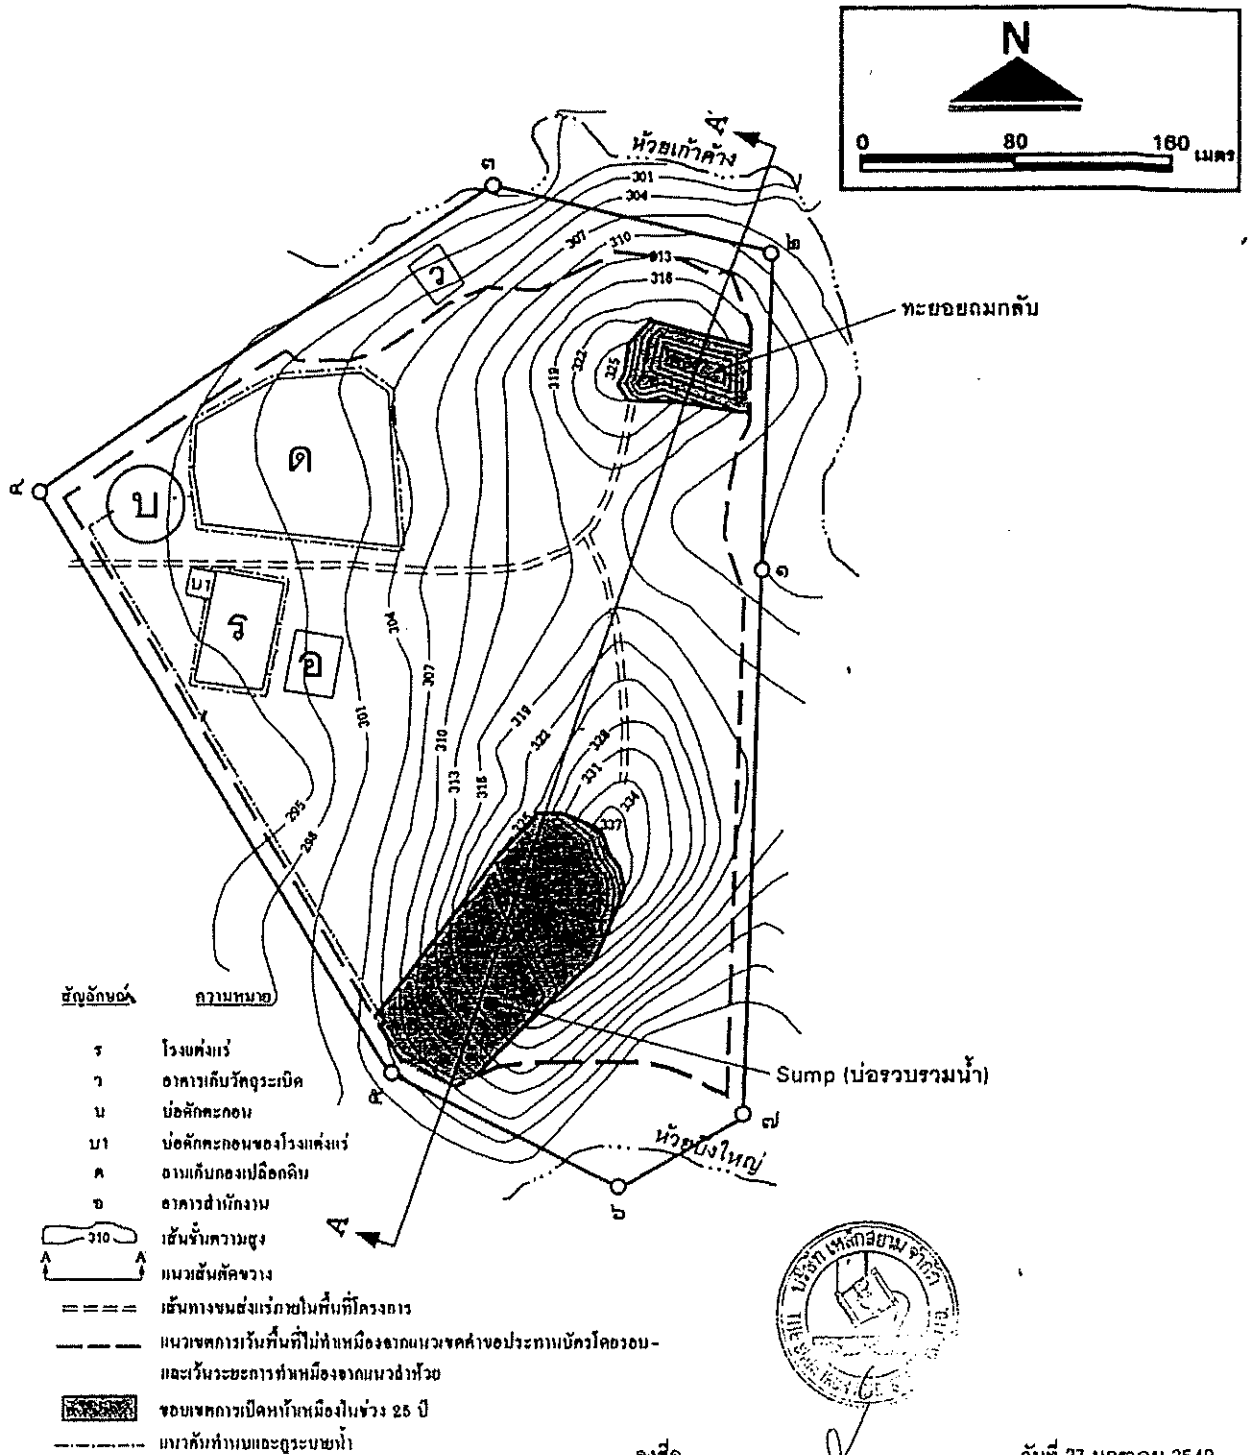 N
0 80 160 เมตร
A'
ห้วยเก้าค้าง
๓
301
304
๒
307
310
313
316
ว
ทะยอยถมกลับ
322
325
319
ด
๔
บ
๑
บ1
ร
304
อ
307
301
319
310
322
328
313
331
316
334
295
325
337
298
สัญลักษณ์ ความหมาย
ร โรงแต่งแร่
ว อาคารเก็บวัตถุระเบิด
บ บ่อดักตะกอน
บ1 บ่อดักตะกอนของโรงแต่งแร่
ด ลานเก็บกองเปลือกดิน
อ อาคารสำนักงาน
310 เส้นชั้นความสูง
A A' แนวเส้นตัดขวาง
เส้นทางขนส่งแร่ภายในพื้นที่โครงการ
แนวเขตการเว้นพื้นที่ไม่ทำเหมืองจากแนวเขตคำขอประทานบัตรโดยรอบ-
และเว้นระยะการทำเหมืองจากแนวลำห้วย
ขอบเขตการเปิดหน้าเหมืองในช่วง 25 ปี
แนวคันทำนบและคูระบายน้ำ
๕
Sump (บ่อรวบรวมน้ำ)
๗
ห้วยบงใหญ่
๖
A
บริษัท เหล็กสยาม จำกัด